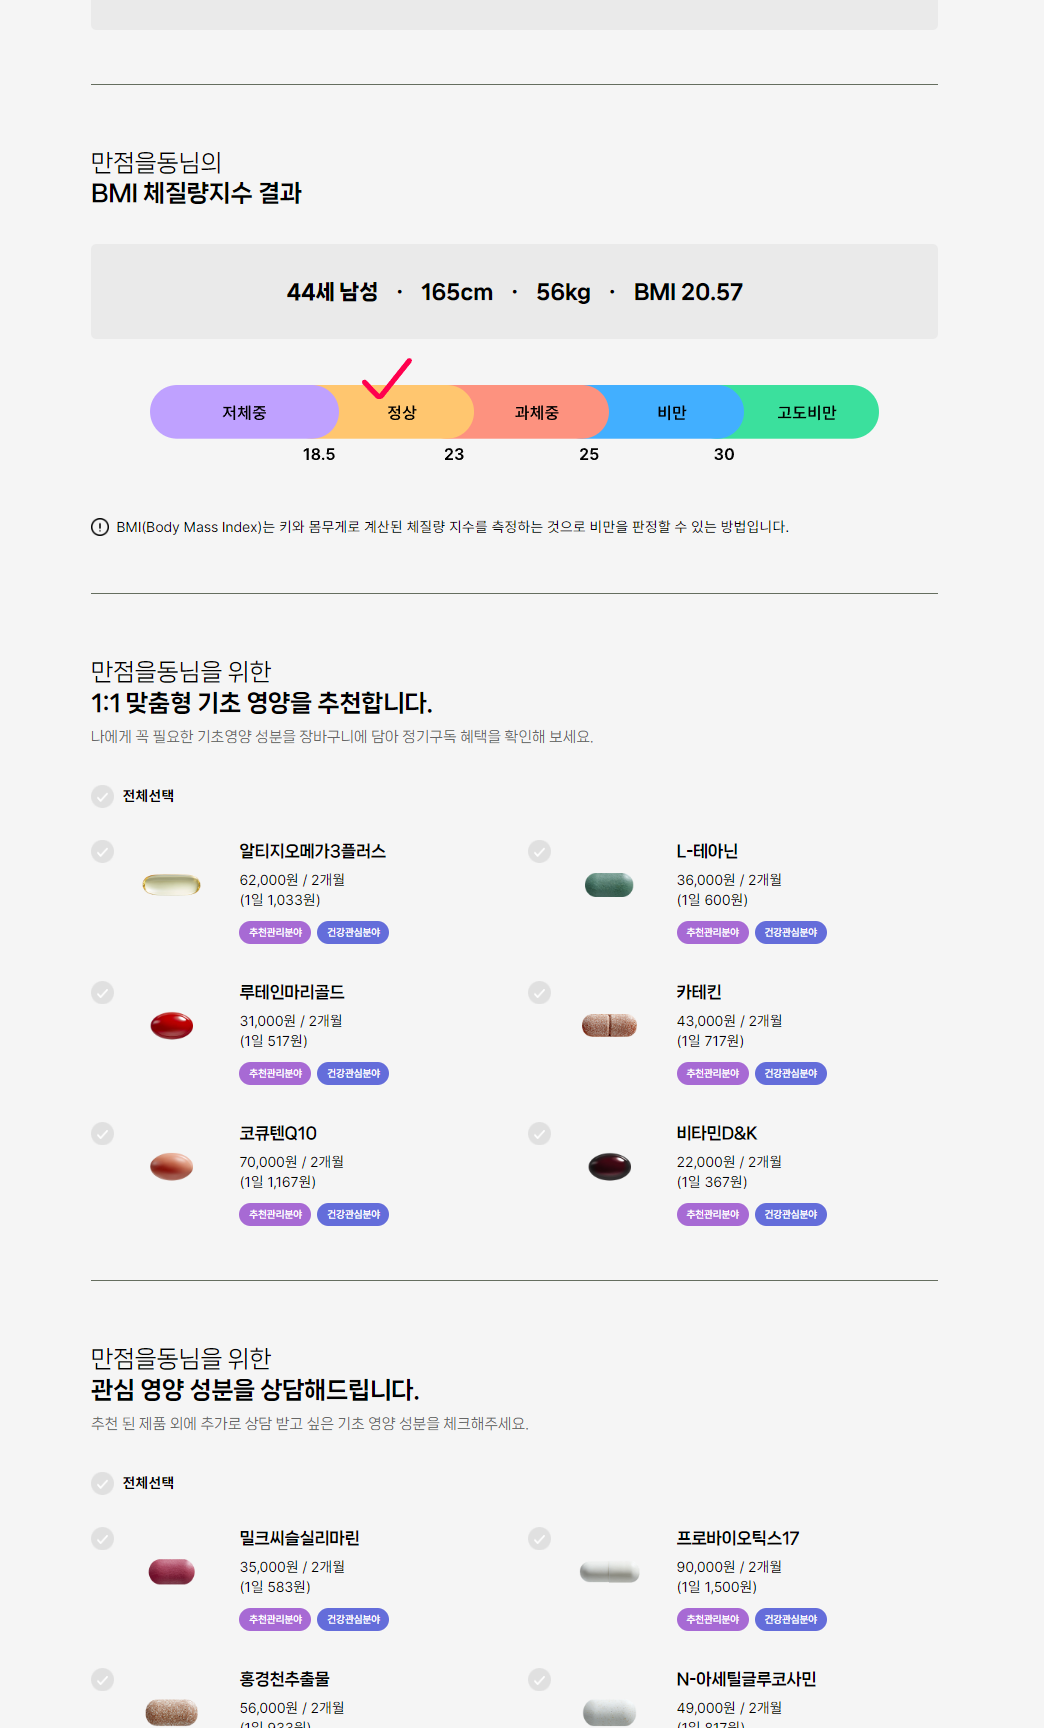 만점을동님의
BMI 체질량지수 결과
44세 남성 · 165cm · 56kg · BMI 20.57
저체중 정상 과체중 비만 고도비만
18.5 23 25 30
BMI(Body Mass Index)는 키와 몸무게로 계산된 체질량 지수를 측정하는 것으로 비만을 판정할 수 있는 방법입니다.
만점을동님을 위한
1:1 맞춤형 기초 영양을 추천합니다.
나에게 꼭 필요한 기초영양 성분을 장바구니에 담아 정기구독 혜택을 확인해 보세요.
전체선택
알티지오메가3플러스
62,000원 / 2개월
(1일 1,033원)
추천관리분야 건강관심분야
L-테아닌
36,000원 / 2개월
(1일 600원)
추천관리분야 건강관심분야
루테인마리골드
31,000원 / 2개월
(1일 517원)
추천관리분야 건강관심분야
카테킨
43,000원 / 2개월
(1일 717원)
추천관리분야 건강관심분야
코큐텐Q10
70,000원 / 2개월
(1일 1,167원)
추천관리분야 건강관심분야
비타민D&K
22,000원 / 2개월
(1일 367원)
추천관리분야 건강관심분야
만점을동님을 위한
관심 영양 성분을 상담해드립니다.
추천 된 제품 외에 추가로 상담 받고 싶은 기초 영양 성분을 체크해주세요.
전체선택
밀크씨슬실리마린
35,000원 / 2개월
(1일 583원)
추천관리분야 건강관심분야
프로바이오틱스17
90,000원 / 2개월
(1일 1,500원)
추천관리분야 건강관심분야
홍경천추출물
56,000원 / 2개월
(1일 933원)
N-아세틸글루코사민
49,000원 / 2개월
(1일 817원)